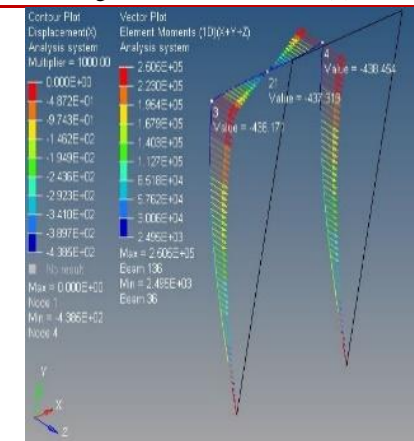 Contour Plot
Displacement(X)
Analysis system
Multiplier = 1000.00
0.000E+00
-4.872E+01
-9.743E+01
-1.462E+02
-1.949E+02
-2.436E+02
-2.923E+02
-3.410E+02
-3.897E+02
-4.385E+02
No result
Max = 0.000E+00
Node 1
Min = -4.385E+02
Node 4
Vector Plot
Element Moments (1D)(X+Y+Z)
Analysis system
2.606E+05
2.230E+05
1.954E+05
1.679E+05
1.403E+05
1.127E+05
8.518E+04
5.762E+04
3.006E+04
2.495E+03
Max = 2.606E+05
Beam 136
Min = 2.495E+03
Beam 36
4
Value = -438.454
21
Value = -437.315
3
Value = -436.17
Y
X
Z